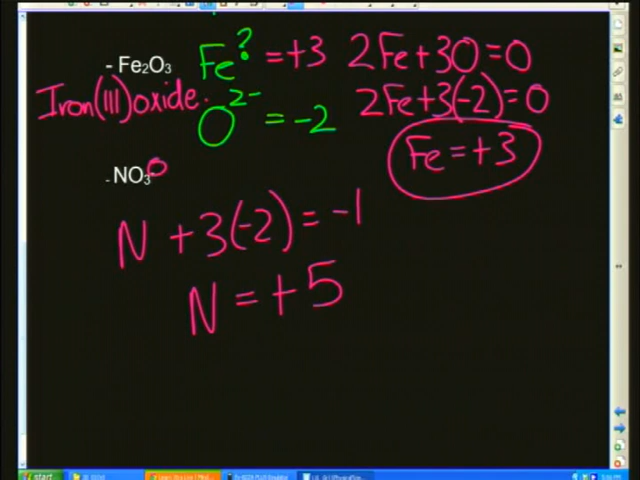 - Fe₂O₃ Fe? = +3 2Fe+3O=0
Iron(III)oxide. O²⁻ = -2 2Fe+3(-2)=0
Fe=+3
- NO₃
N +3(-2) = -1
N = +5
start